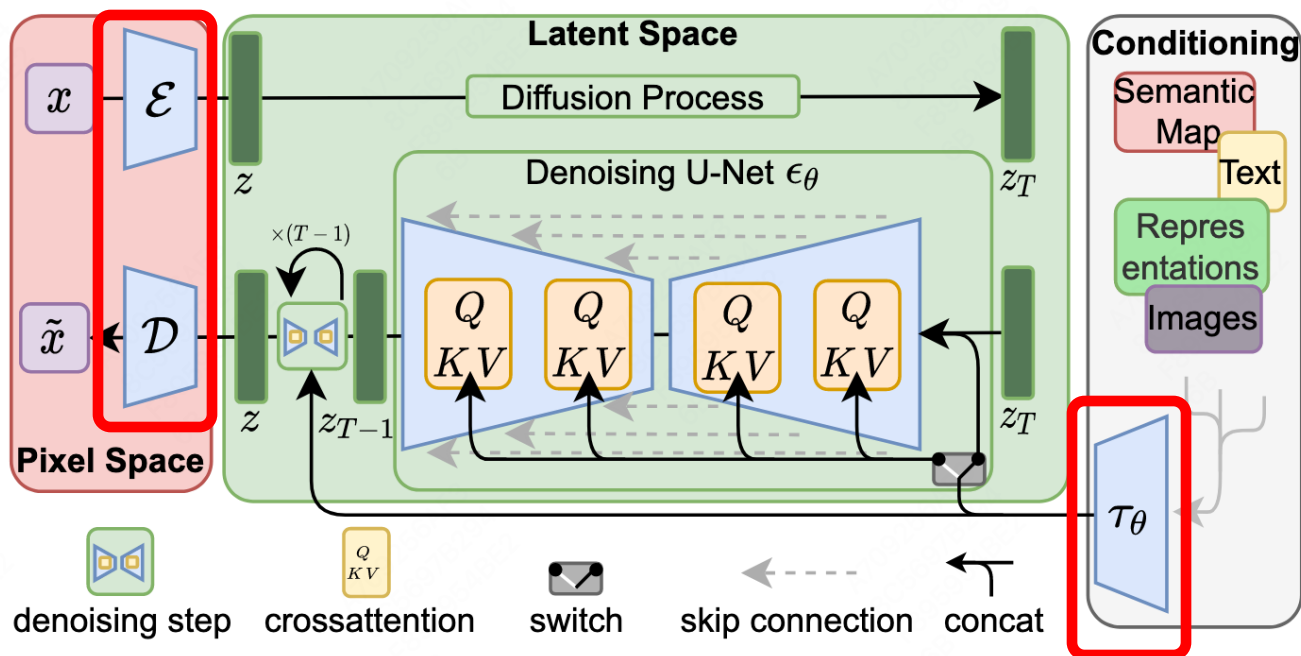 Latent Space
Conditioning
x
ℰ
z
Diffusion Process
z_T
Semantic
Map
Text
Repres
entations
Images
Denoising U-Net ϵ_θ
×(T−1)
x̃
𝒟
z
z_{T−1}
Q
KV
Q
KV
Q
KV
Q
KV
z_T
Pixel Space
τ_θ
Q
KV
denoising step
crossattention
switch
skip connection
concat